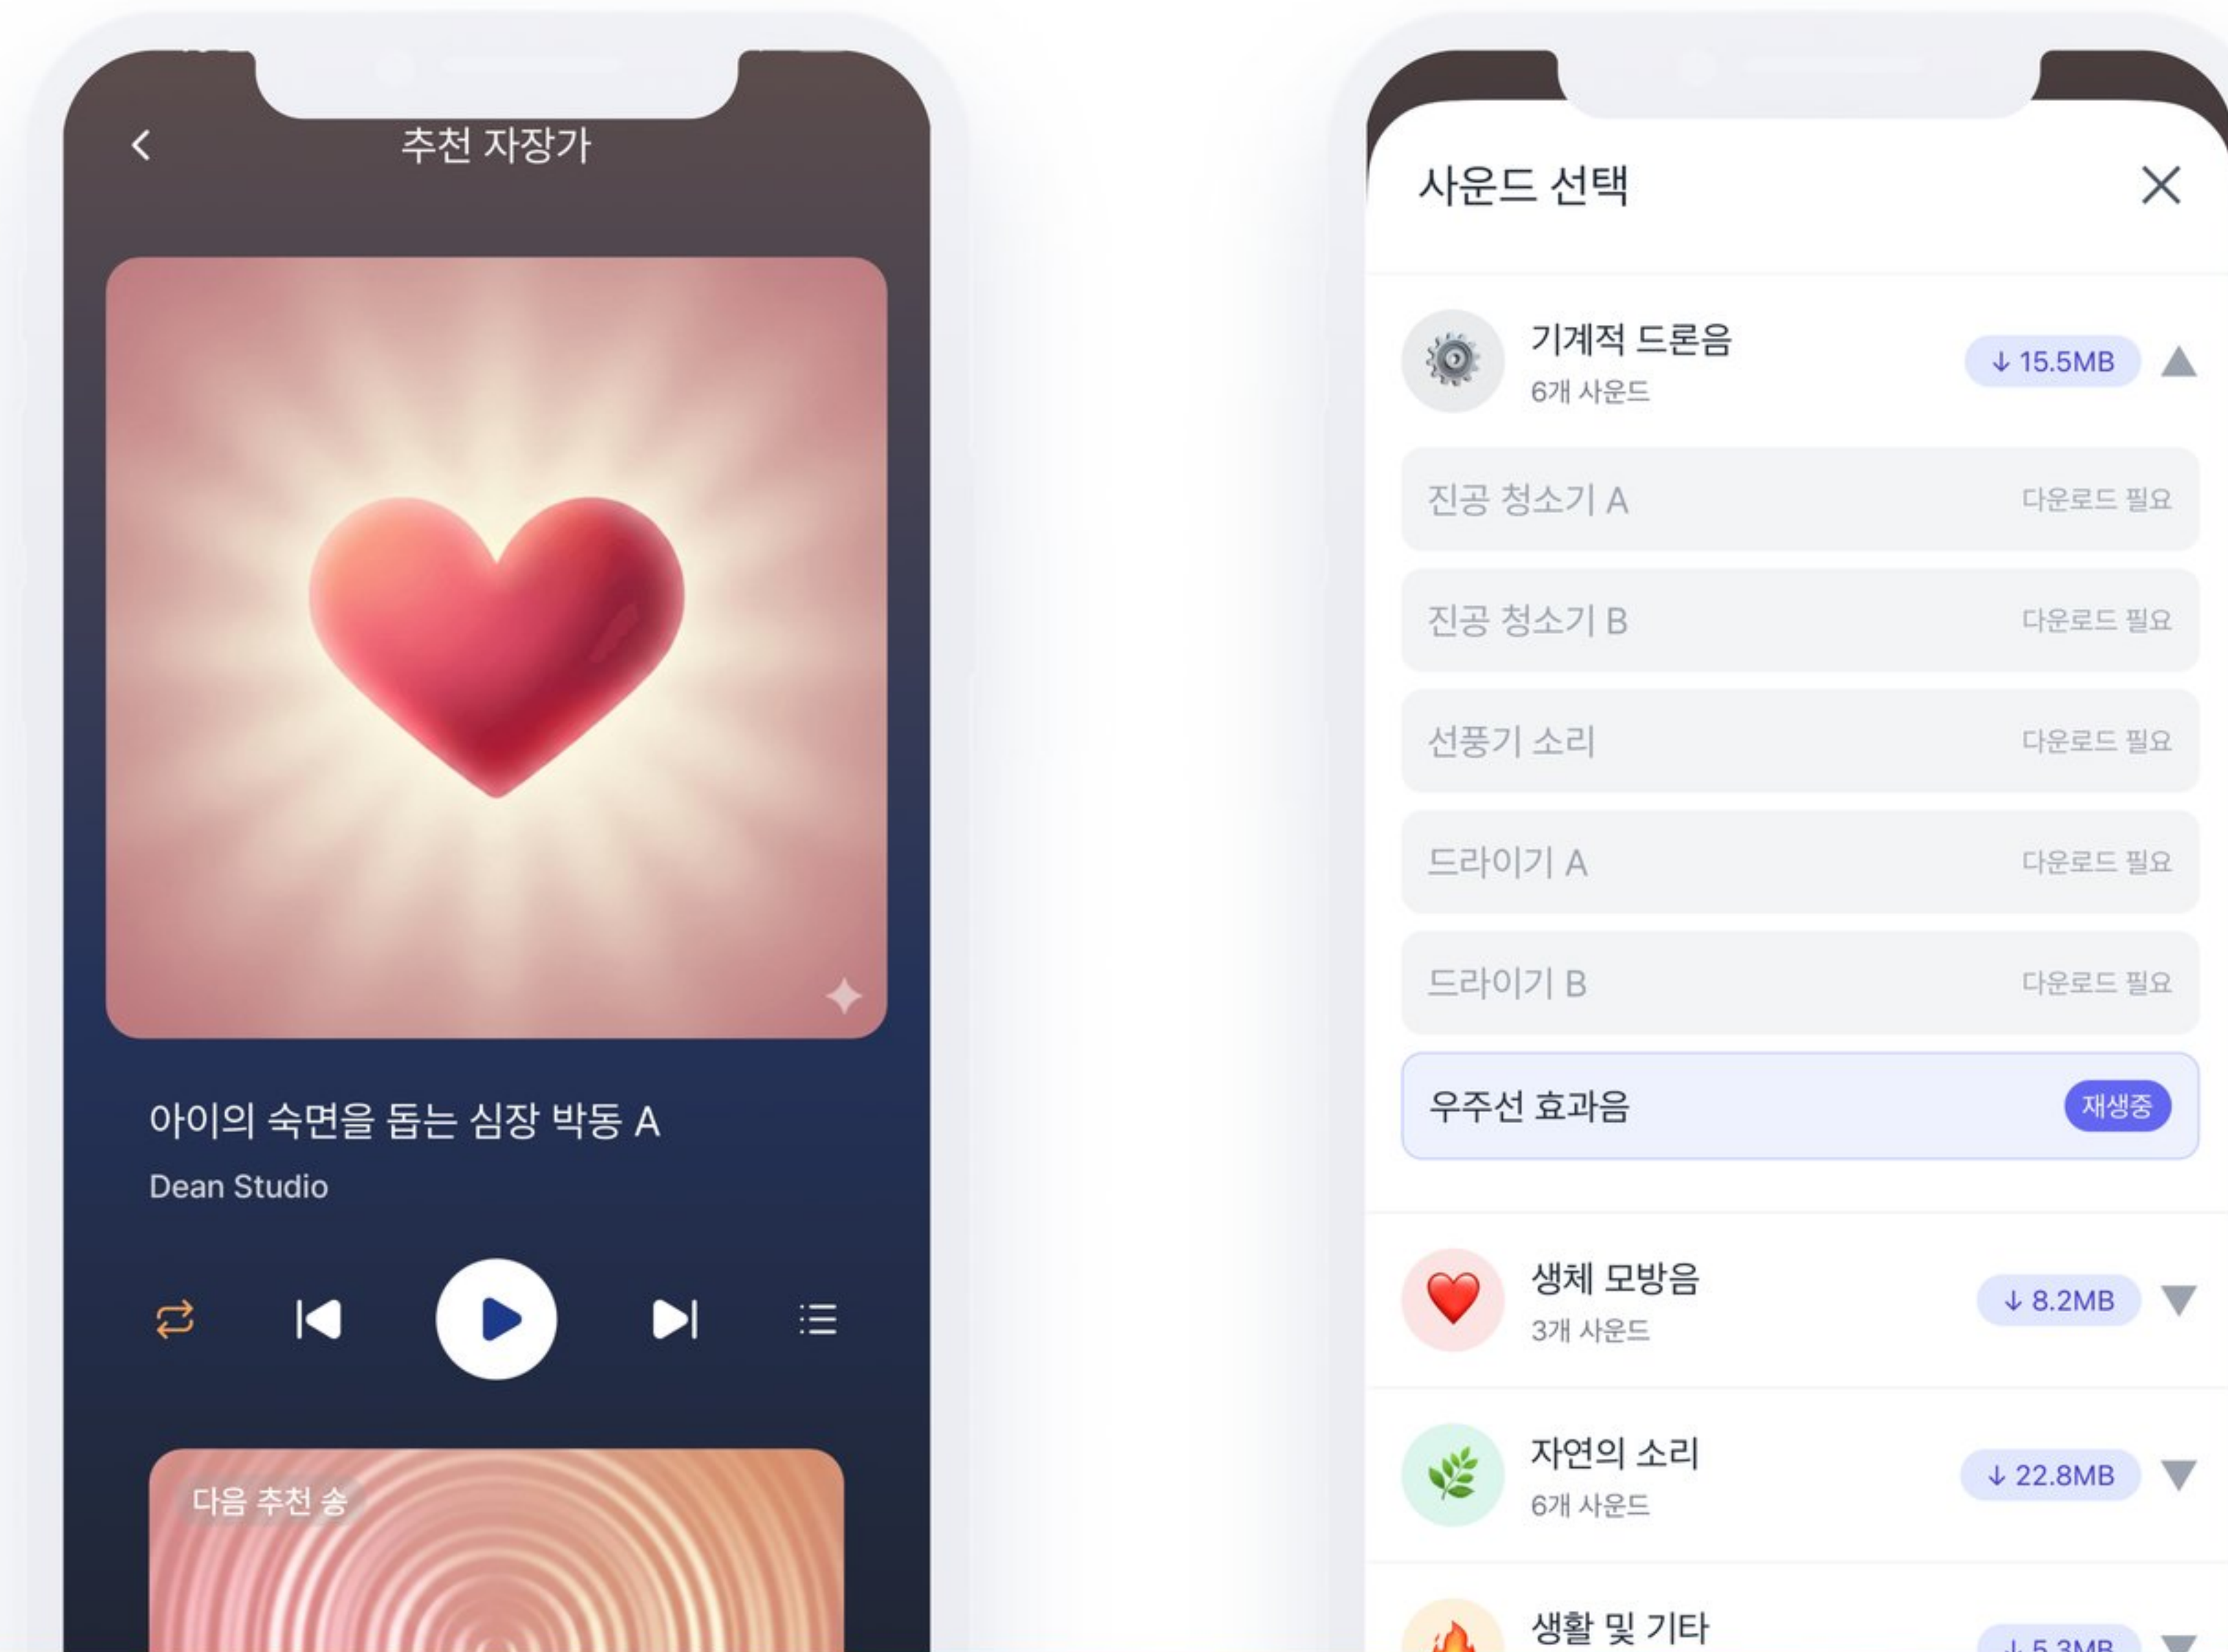 추천 자장가
아이의 숙면을 돕는 심장 박동 A
Dean Studio
다음 추천 송
사운드 선택
기계적 드론음
6개 사운드
↓ 15.5MB
진공 청소기 A
다운로드 필요
진공 청소기 B
다운로드 필요
선풍기 소리
다운로드 필요
드라이기 A
다운로드 필요
드라이기 B
다운로드 필요
우주선 효과음
재생중
생체 모방음
3개 사운드
↓ 8.2MB
자연의 소리
6개 사운드
↓ 22.8MB
생활 및 기타
↓ 5.3MB